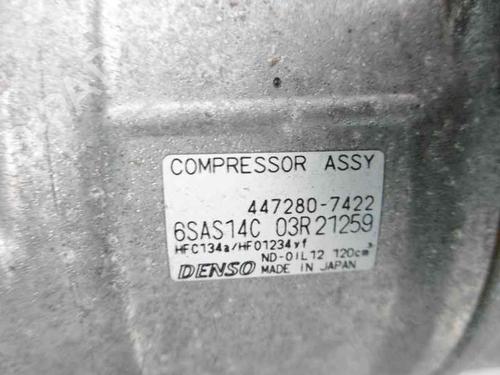 COMPRESSOR ASSY
447280-7422
6SAS14C 03R21259
HFC134a/HFO1234yf
ND-OIL12 120cm³
DENSO MADE IN JAPAN